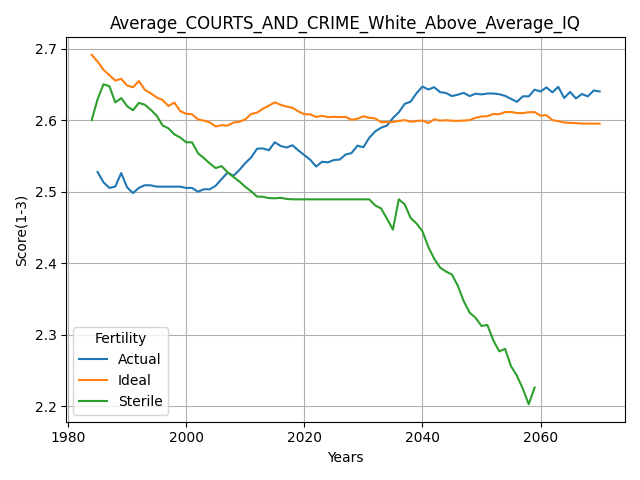 Average_COURTS_AND_CRIME_White_Above_Average_IQ
Score(1-3)
2.7
2.6
2.5
2.4
2.3
2.2
Fertility
Actual
Ideal
Sterile
1980 2000 2020 2040 2060
Years